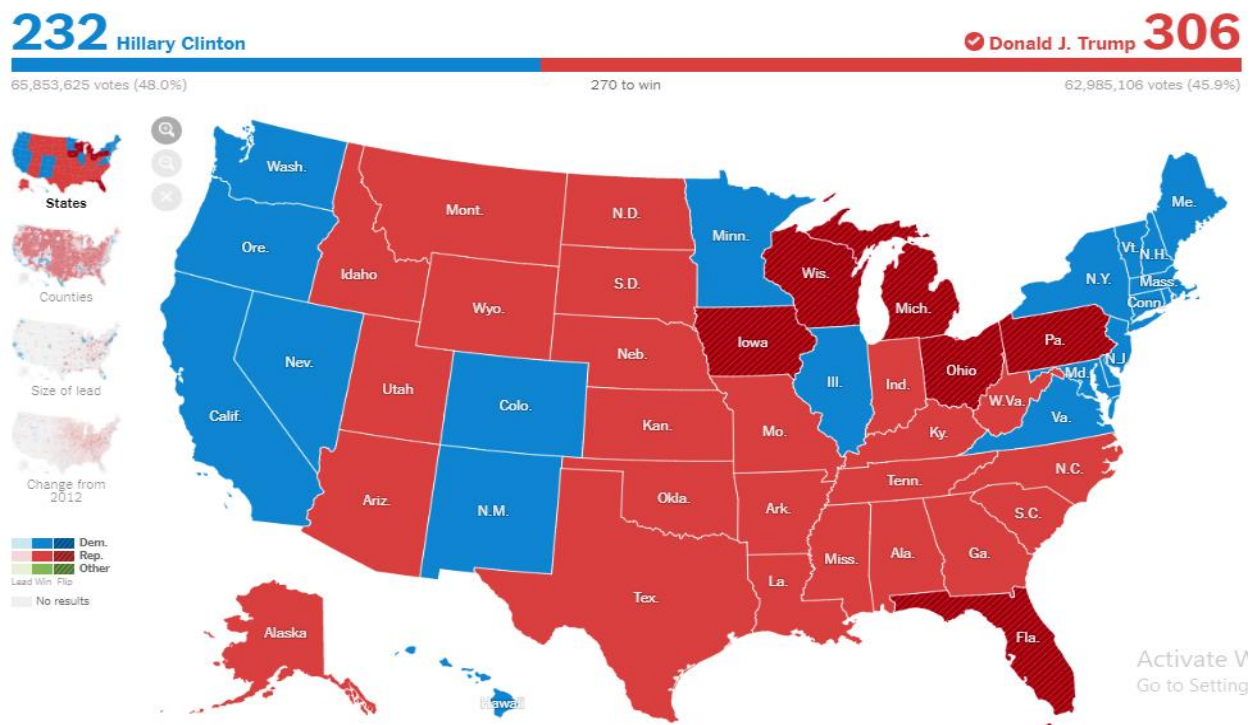 232 Hillary Clinton
Donald J. Trump 306
65,853,625 votes (48.0%)
270 to win
62,985,106 votes (45.9%)
States
Counties
Size of lead
Change from
2012
Dem.
Rep.
Other
Lead Win Flip
No results
Wash.
Ore.
Calif.
Nev.
Idaho
Mont.
Wyo.
Utah
Ariz.
Colo.
N.M.
N.D.
S.D.
Neb.
Kan.
Okla.
Tex.
Minn.
Iowa
Mo.
Ark.
La.
Wis.
Ill.
Mich.
Ind.
Ohio
Ky.
Tenn.
Miss.
Ala.
Ga.
Fla.
S.C.
N.C.
Va.
W.Va.
Pa.
Md.
N.J.
N.Y.
Conn.
Mass.
Vt.
N.H.
Me.
Alaska
Hawaii
Activate W
Go to Setting